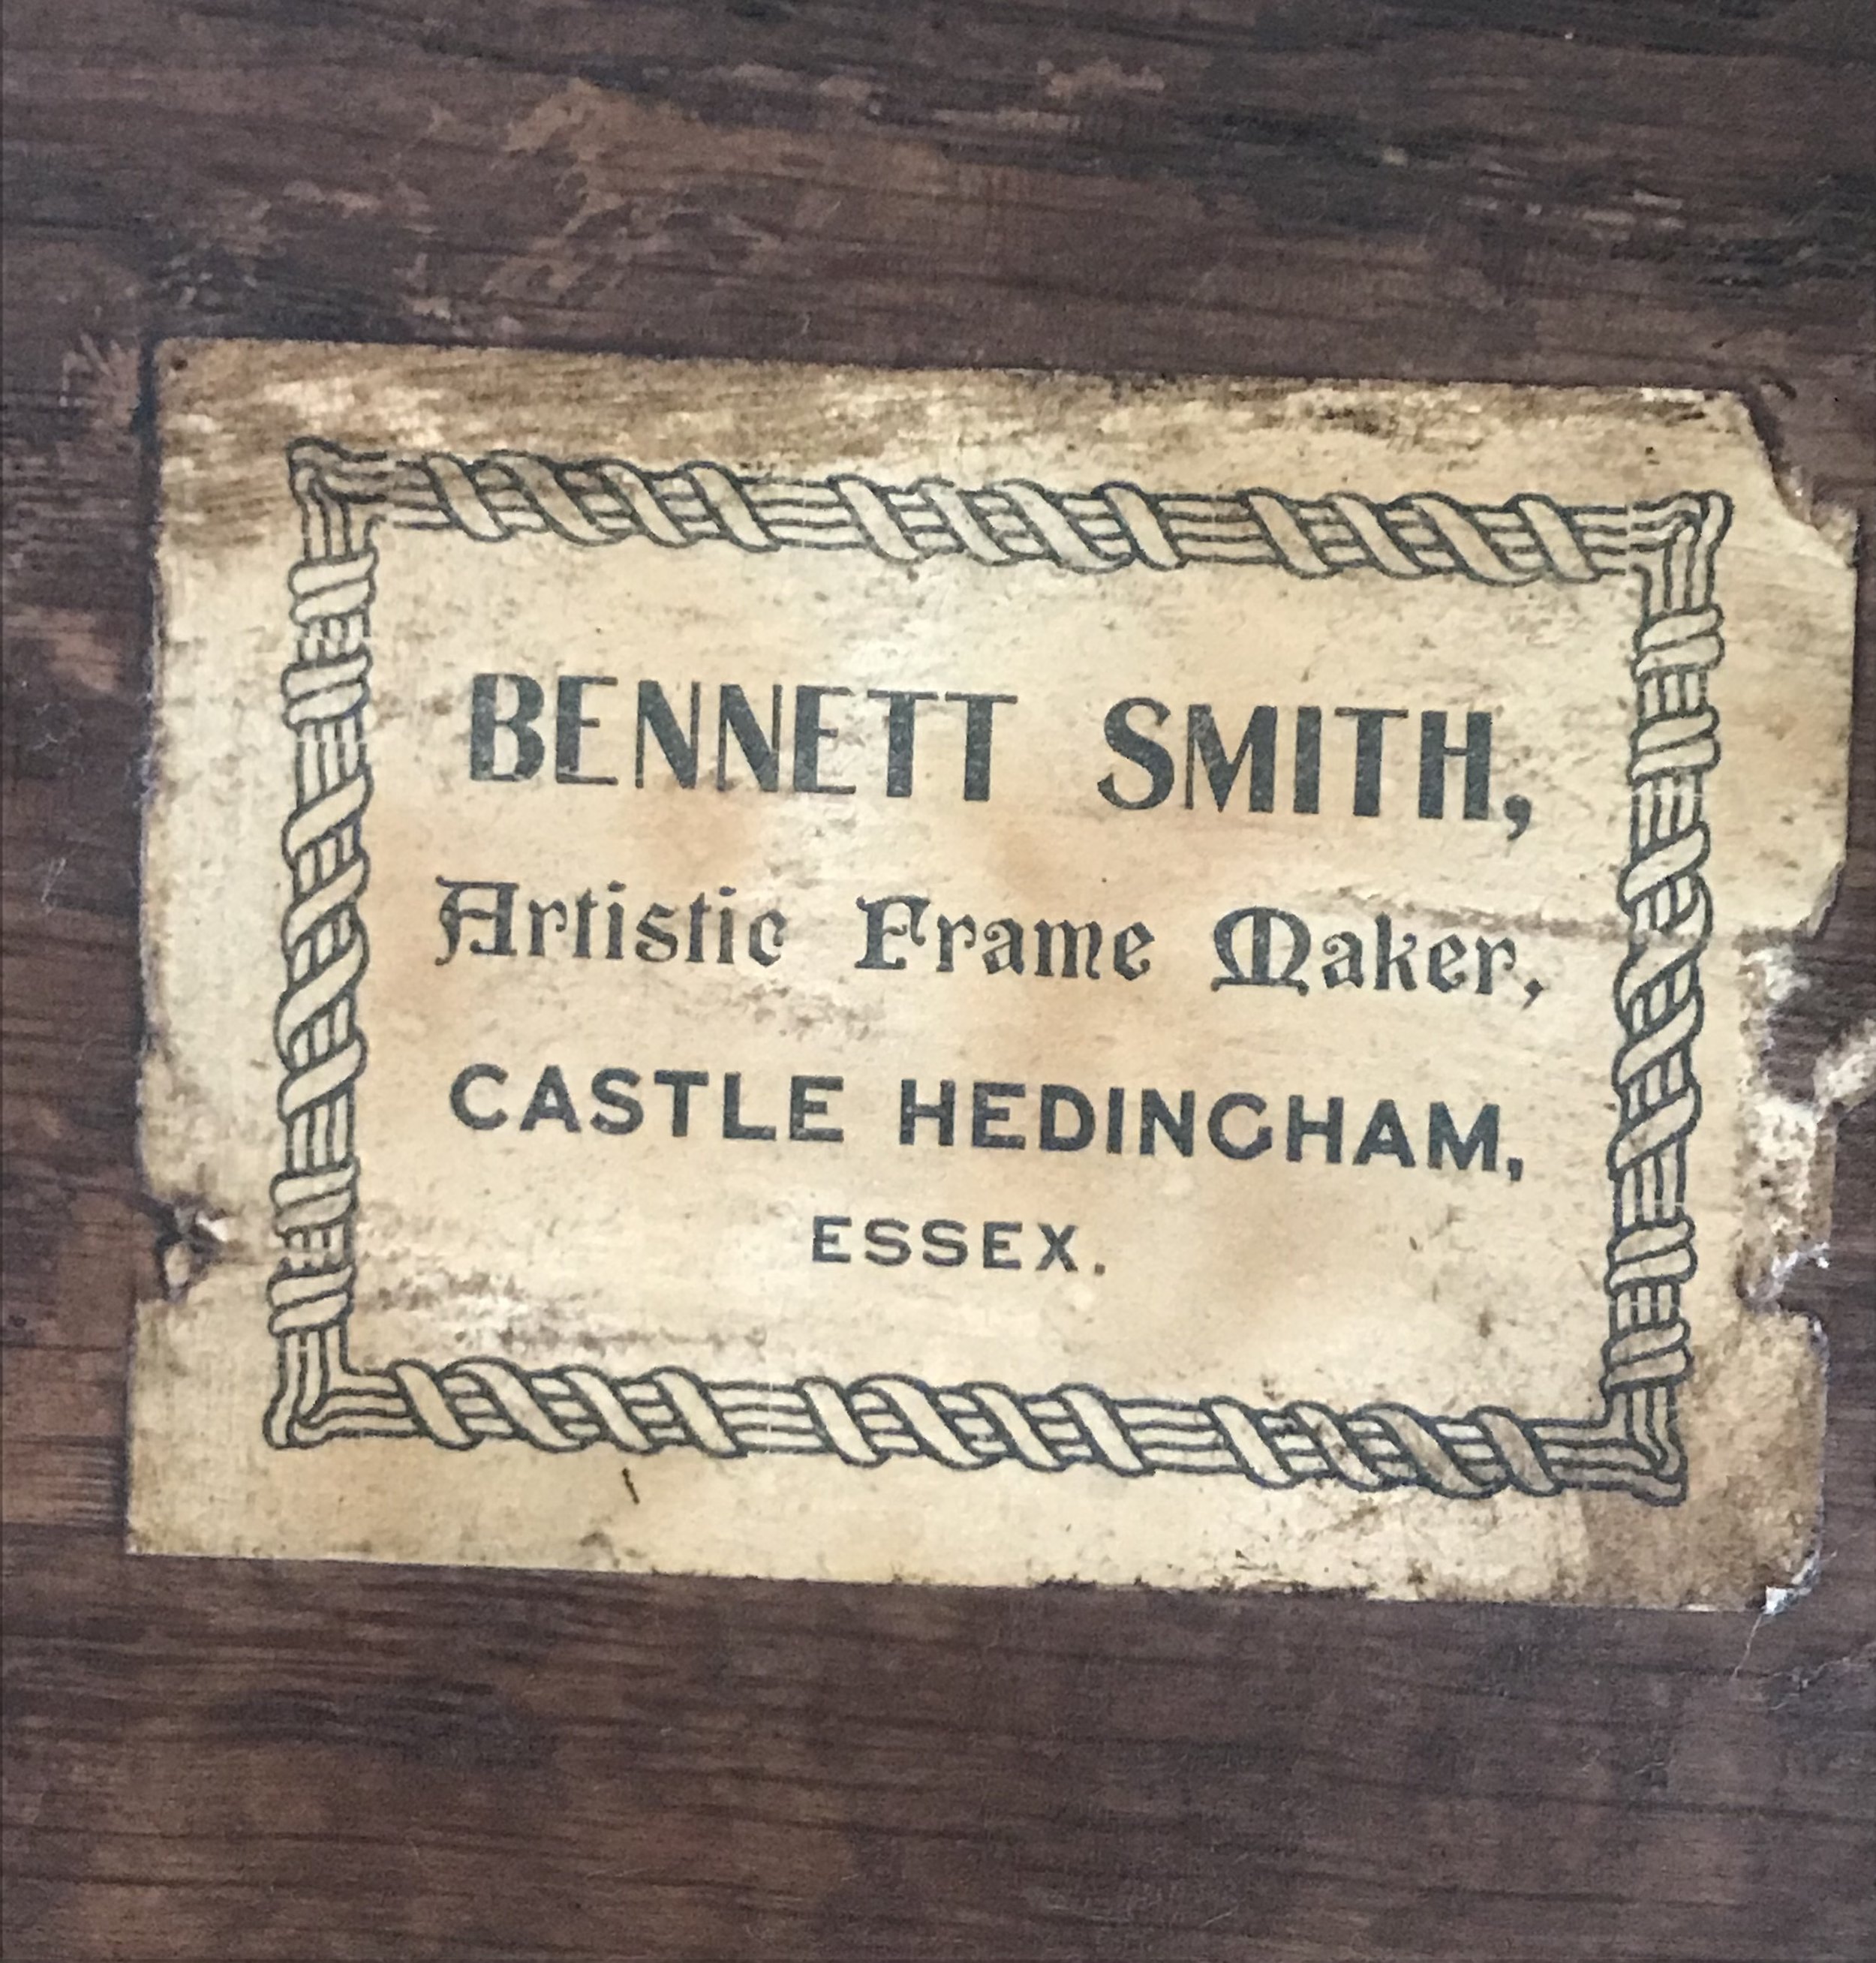 BENNETT SMITH,
Artistic Frame Maker,
CASTLE HEDINGHAM,
ESSEX.